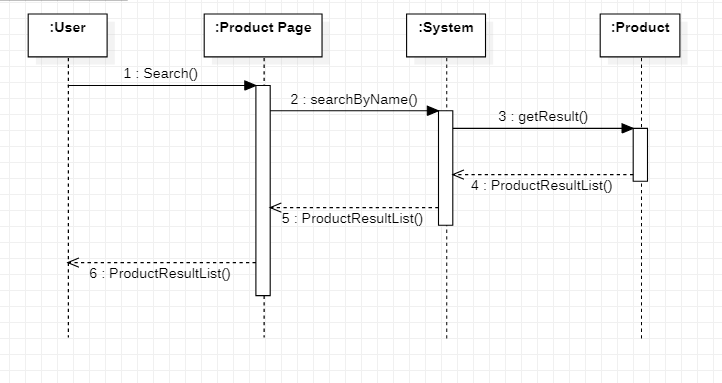 :User
:Product Page
:System
:Product
1 : Search()
2 : searchByName()
3 : getResult()
4 : ProductResultList()
5 : ProductResultList()
6 : ProductResultList()